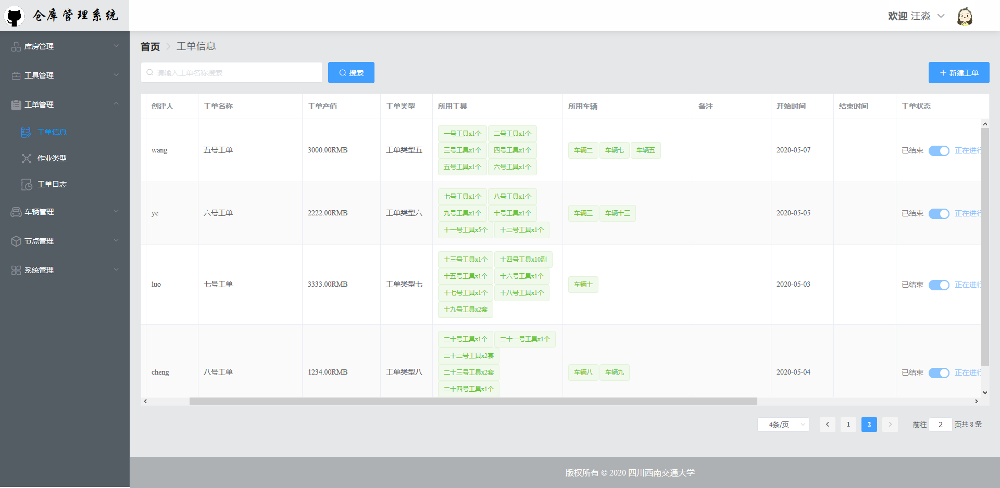 仓库管理系统
欢迎 汪淼
库房管理
工具管理
工单管理
工单信息
作业类型
工单日志
车辆管理
节点管理
系统管理
首页 工单信息
请输入工单名称搜索 搜索 新建工单
创建人 工单名称 工单产值 工单类型 所用工具 所用车辆 备注 开始时间 结束时间 工单状态
一号工具x1个 二号工具x1个
wang 五号工单 3000.00RMB 工单类型五 三号工具x1个 四号工具x1个 车辆二 车辆七 车辆五 2020-05-07 已结束 正在进行
五号工具x1个 六号工具x1个
七号工具x1个 八号工具x1个
ye 六号工单 2222.00RMB 工单类型六 九号工具x1个 十号工具x1个 车辆三 车辆十三 2020-05-05 已结束 正在进行
十一号工具x5个 十二号工具x1个
十三号工具x1个 十四号工具x10副
十五号工具x1个 十六号工具x1个
luo 七号工单 3333.00RMB 工单类型七 车辆十 2020-05-03 已结束 正在进行
十七号工具x1个 十八号工具x1个
十九号工具x2套
二十号工具x1个 二十一号工具x1个
二十二号工具x2套
cheng 八号工单 1234.00RMB 工单类型八 二十三号工具x2套 车辆八 车辆九 2020-05-04 已结束 正在进行
二十四号工具x1个
4条/页 1 2 前往 2 页共 8 条
版权所有 © 2020 四川西南交通大学